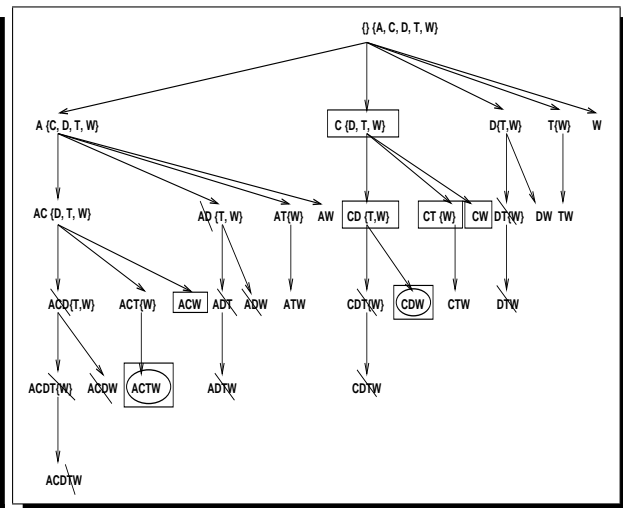 {} {A, C, D, T, W}
A {C, D, T, W} C {D, T, W} D{T,W} T{W} W
AC {D, T, W} AD {T, W} AT{W} AW CD {T,W} CT {W} CW DT{W} DW TW
ACD{T,W} ACT{W} ACW ADT ADW ATW CDT{W} CDW CTW DTW
ACDT{W} ACDW ACTW ADTW CDTW
ACDTW